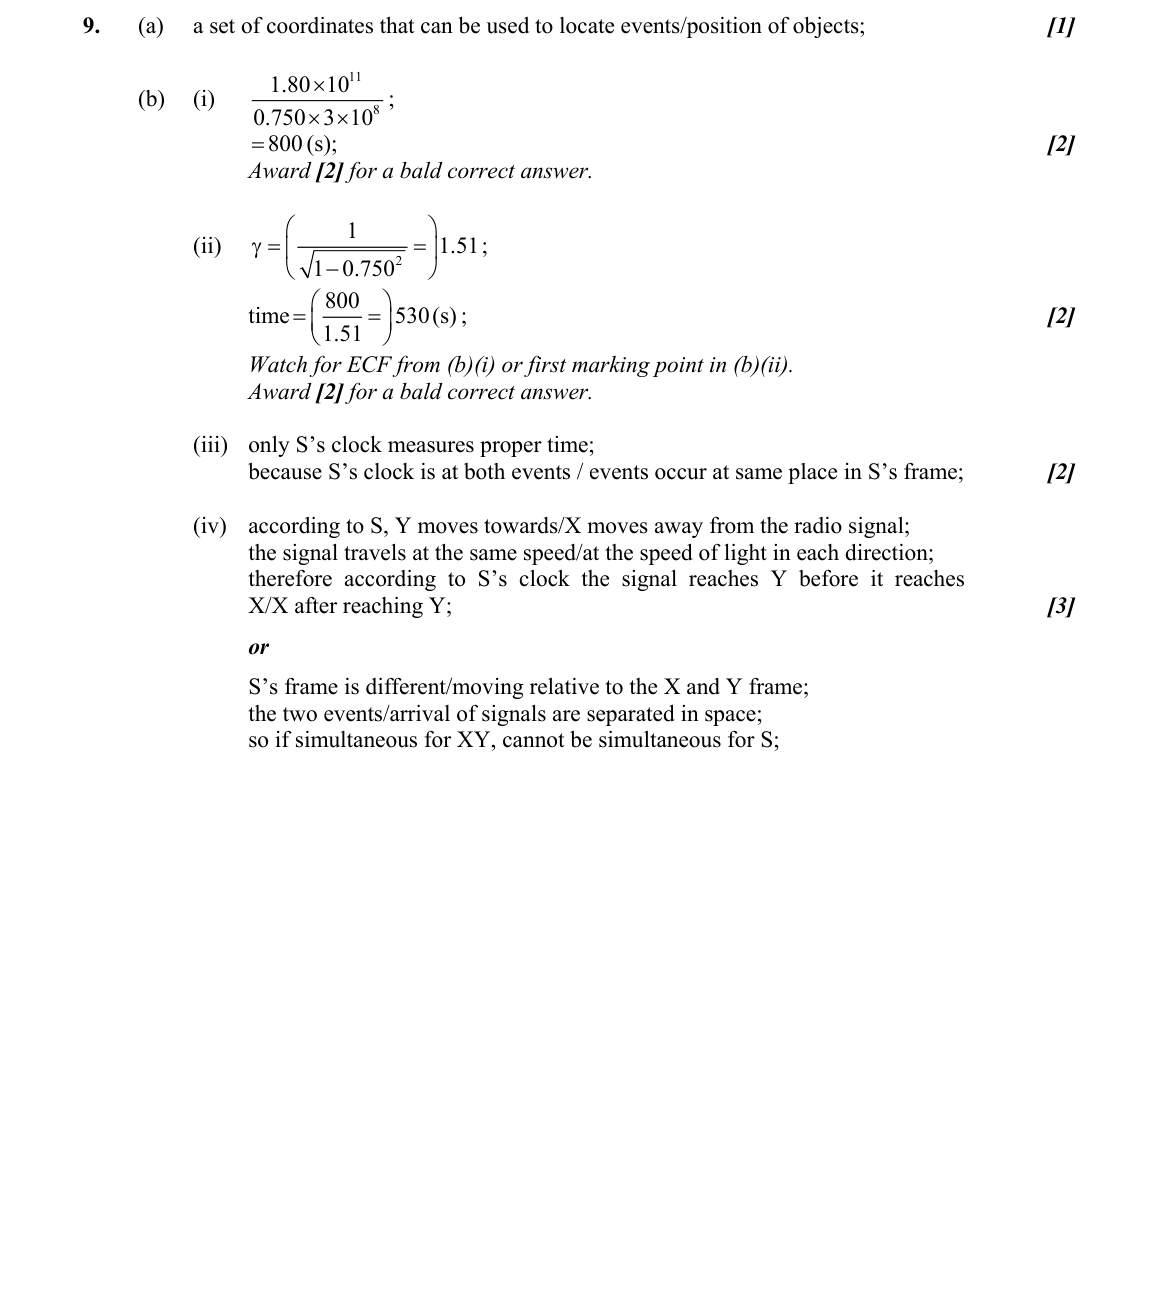 9. (a) a set of coordinates that can be used to locate events/position of objects; [1]
(b) (i) 1.80×10¹¹ / 0.750×3×10⁸ ;
=800 (s); [2]
Award [2] for a bald correct answer.
(ii) γ = ( 1 / √1−0.750² = ) 1.51 ;
time = ( 800 / 1.51 = ) 530 (s) ; [2]
Watch for ECF from (b)(i) or first marking point in (b)(ii).
Award [2] for a bald correct answer.
(iii) only S’s clock measures proper time;
because S’s clock is at both events / events occur at same place in S’s frame; [2]
(iv) according to S, Y moves towards/X moves away from the radio signal;
the signal travels at the same speed/at the speed of light in each direction;
therefore according to S’s clock the signal reaches Y before it reaches
X/X after reaching Y; [3]
or
S’s frame is different/moving relative to the X and Y frame;
the two events/arrival of signals are separated in space;
so if simultaneous for XY, cannot be simultaneous for S;